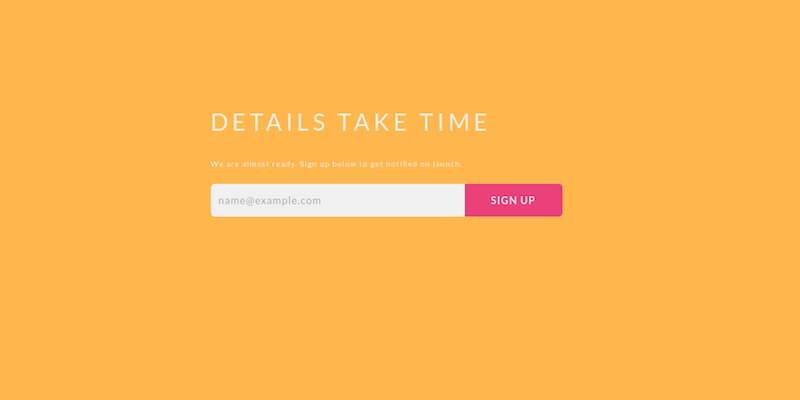 DETAILS TAKE TIME
We are almost ready. Sign up below to get notified on launch.
name@example.com SIGN UP